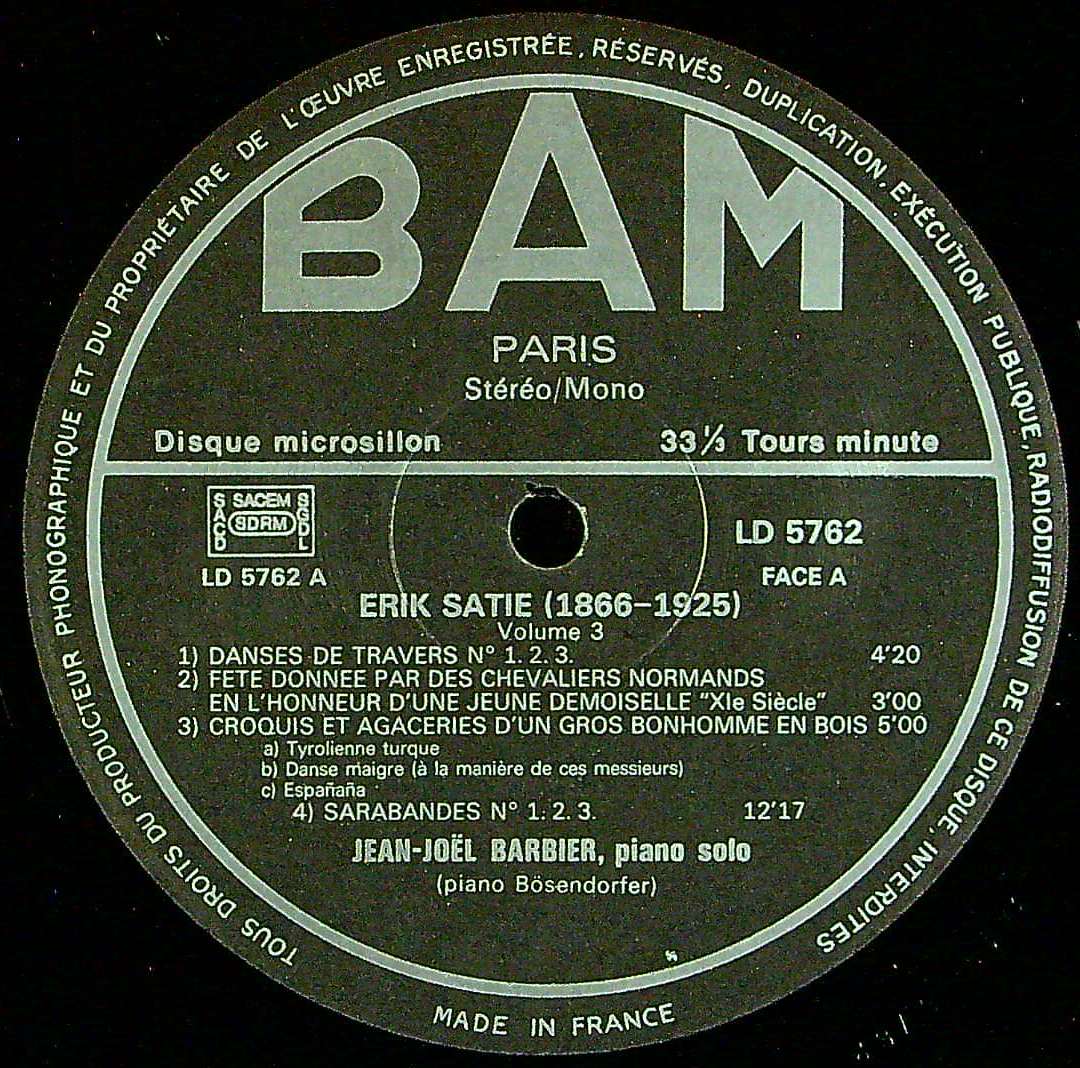 TOUS DROITS DU PRODUCTEUR PHONOGRAPHIQUE ET DU PROPRIÉTAIRE DE L'ŒUVRE ENREGISTRÉE, RÉSERVÉS, DUPLICATION, EXÉCUTION PUBLIQUE, RADIODIFFUSION DE CE DISQUE, INTERDITES
BAM
PARIS
Stéréo/Mono
Disque microsillon 33 1/3 Tours minute
SACD SACEM SDRM SGDL
LD 5762
LD 5762 A
FACE A
ERIK SATIE (1866-1925)
Volume 3
1) DANSES DE TRAVERS N° 1. 2. 3. 4'20
2) FETE DONNEE PAR DES CHEVALIERS NORMANDS
EN L'HONNEUR D'UNE JEUNE DEMOISELLE "XIe Siècle" 3'00
3) CROQUIS ET AGACERIES D'UN GROS BONHOMME EN BOIS 5'00
a) Tyrolienne turque
b) Danse maigre (à la manière de ces messieurs)
c) Españaña
4) SARABANDES N° 1. 2. 3. 12'17
JEAN-JOËL BARBIER, piano solo
(piano Bösendorfer)
MADE IN FRANCE